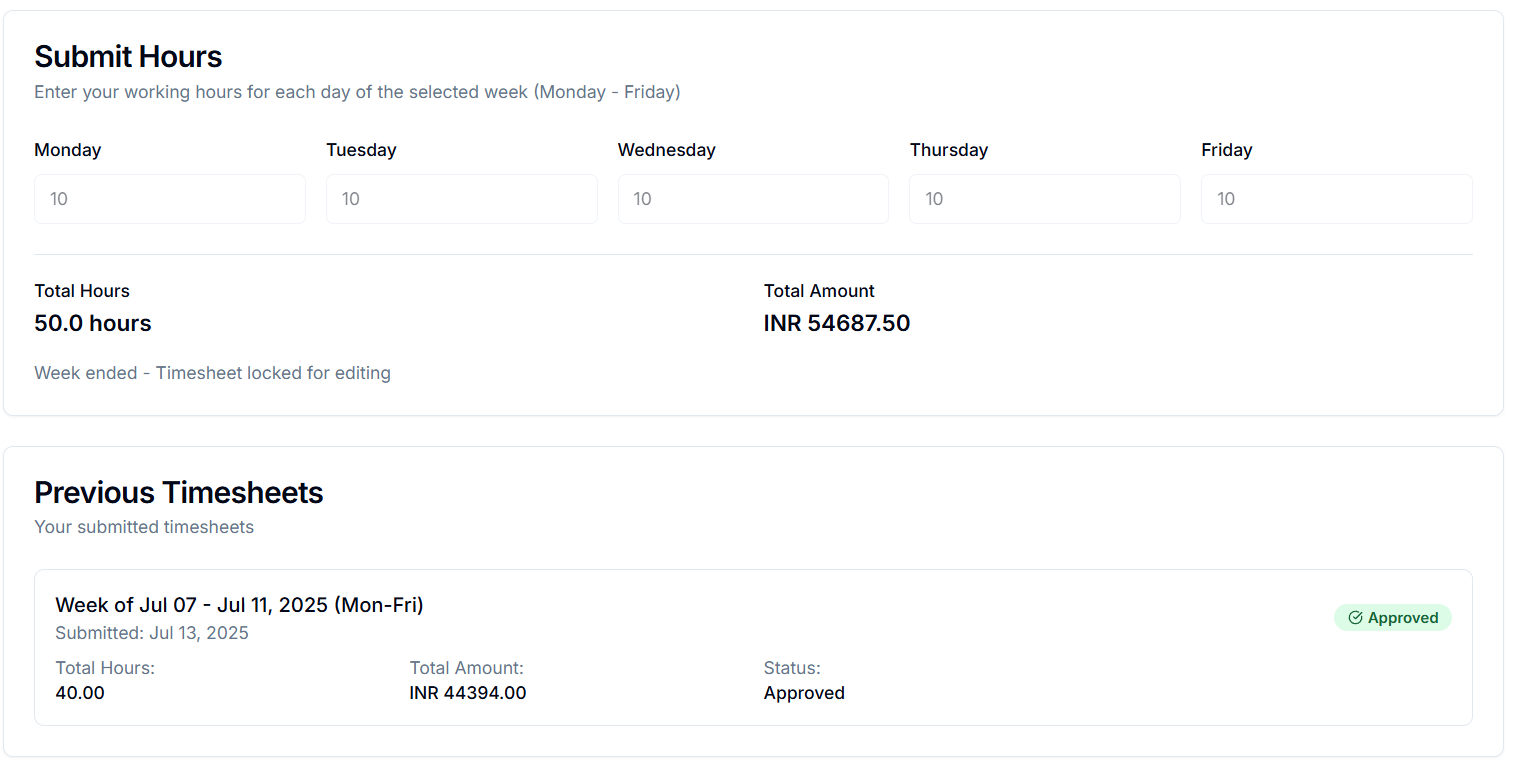 Submit Hours
Enter your working hours for each day of the selected week (Monday - Friday)
Monday Tuesday Wednesday Thursday Friday
10 10 10 10 10
Total Hours Total Amount
50.0 hours INR 54687.50
Week ended - Timesheet locked for editing
Previous Timesheets
Your submitted timesheets
Week of Jul 07 - Jul 11, 2025 (Mon-Fri)
Approved
Submitted: Jul 13, 2025
Total Hours: Total Amount: Status:
40.00 INR 44394.00 Approved